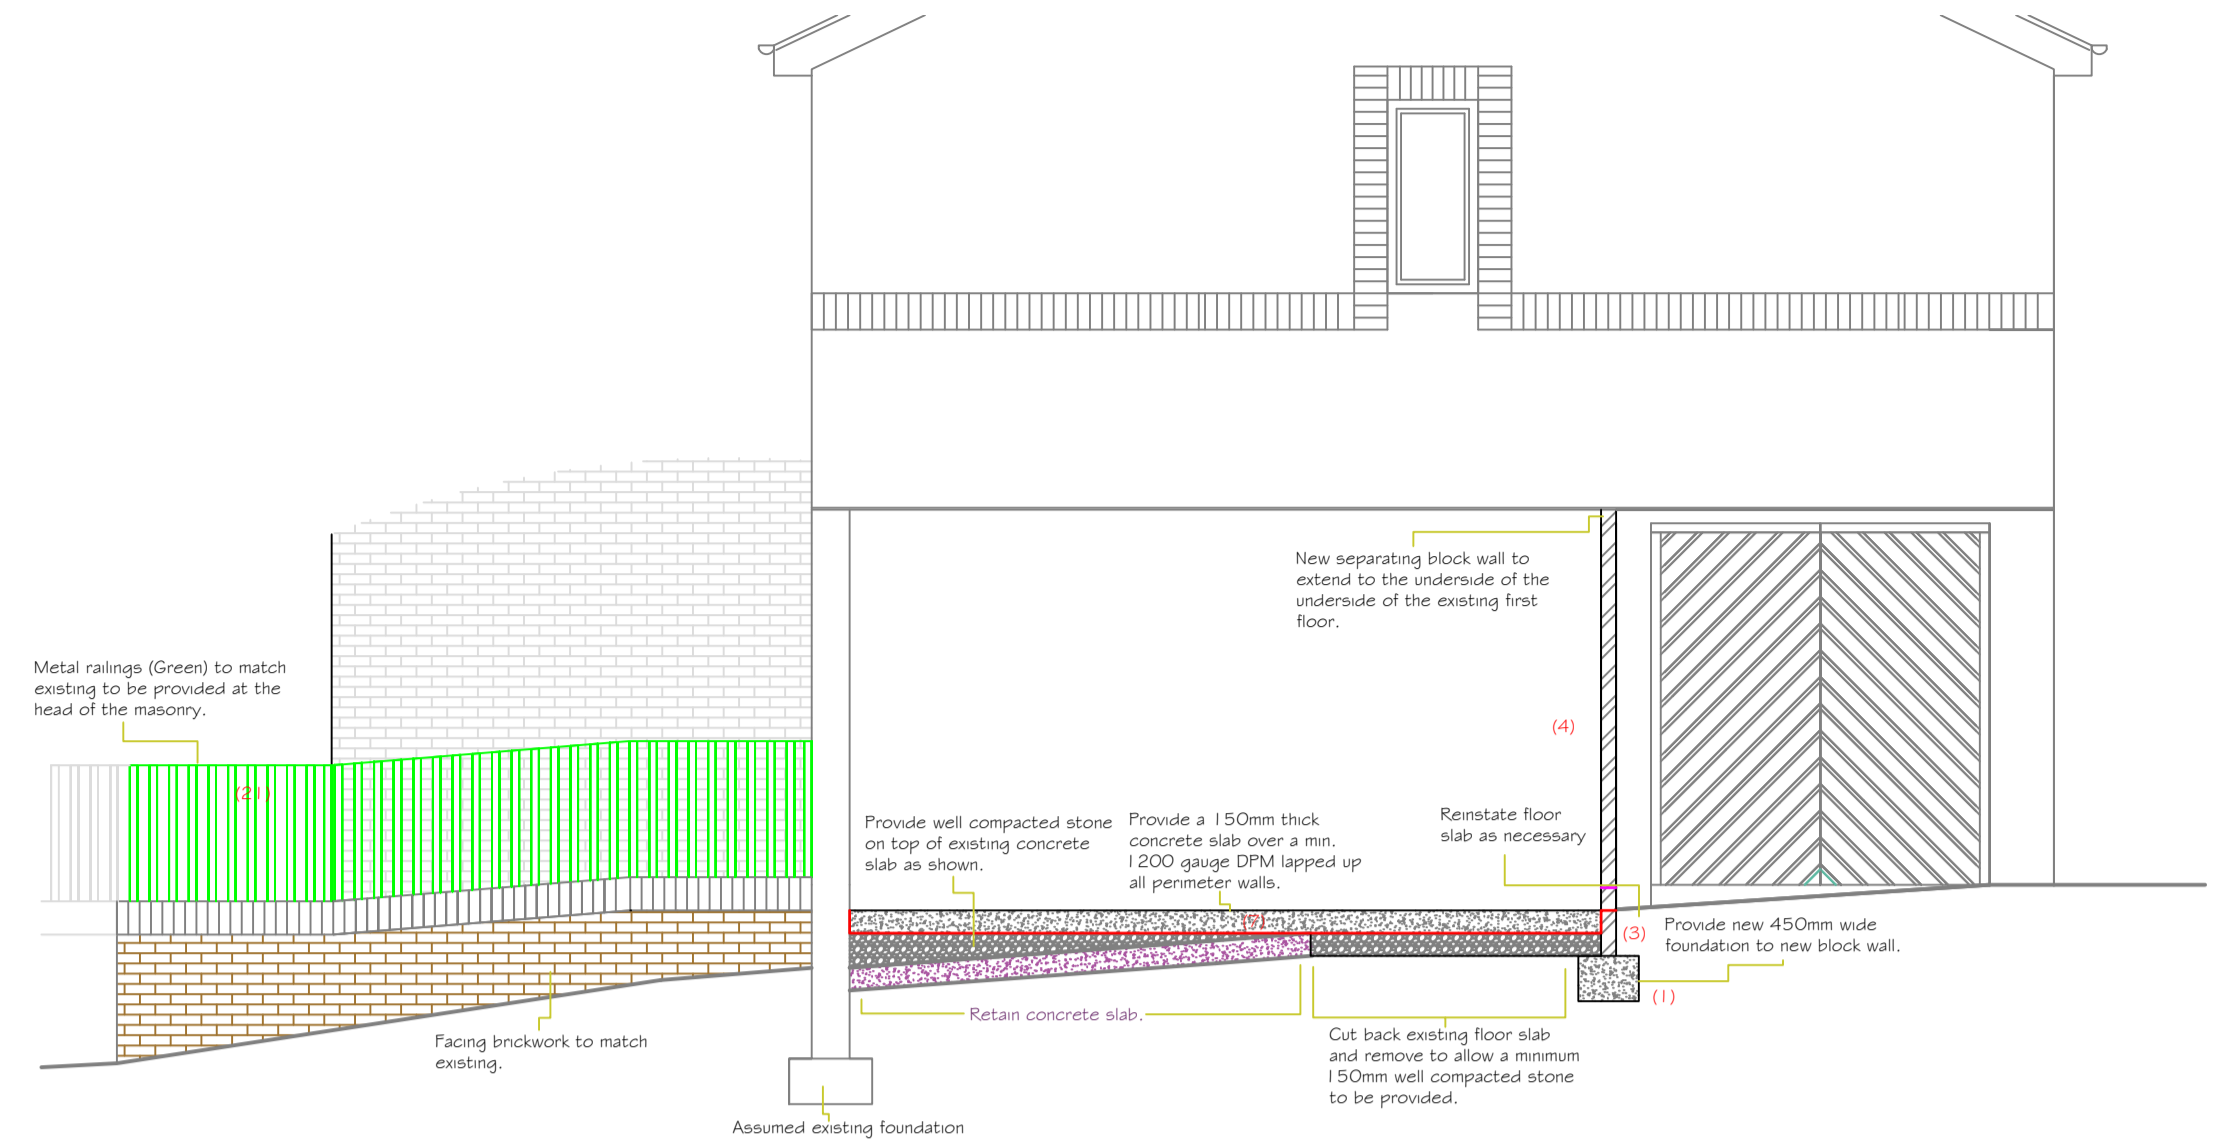 New separating block wall to
extend to the underside of the
underside of the existing first
floor.
Metal railings (Green) to match
existing to be provided at the
head of the masonry.
(4)
(21)
Provide well compacted stone
on top of existing concrete
slab as shown.
Provide a 150mm thick
concrete slab over a min.
1200 gauge DPM lapped up
all perimeter walls.
Reinstate floor
slab as necessary
(7)
(3)
Provide new 450mm wide
foundation to new block wall.
(1)
Retain concrete slab.
Facing brickwork to match
existing.
Cut back existing floor slab
and remove to allow a minimum
150mm well compacted stone
to be provided.
Assumed existing foundation